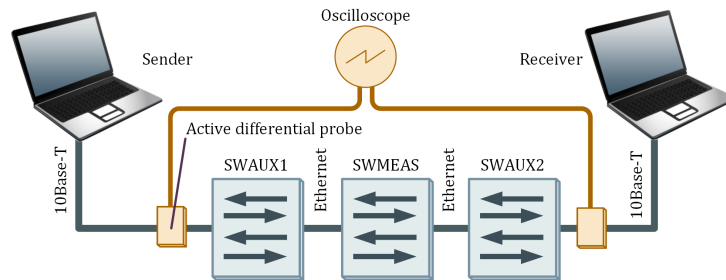 Oscilloscope
Sender
Receiver
Active differential probe
10Base-T
SWAUX1
Ethernet
SWMEAS
Ethernet
SWAUX2
10Base-T